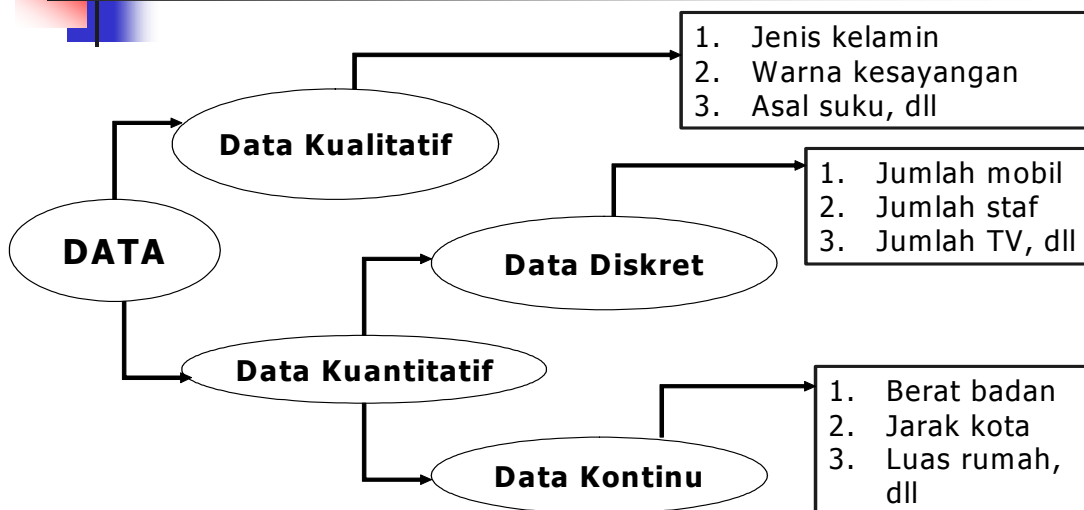 1. Jenis kelamin
2. Warna kesayangan
3. Asal suku, dll
Data Kualitatif
1. Jumlah mobil
2. Jumlah staf
3. Jumlah TV, dll
DATA
Data Diskret
Data Kuantitatif
1. Berat badan
2. Jarak kota
3. Luas rumah,
dll
Data Kontinu